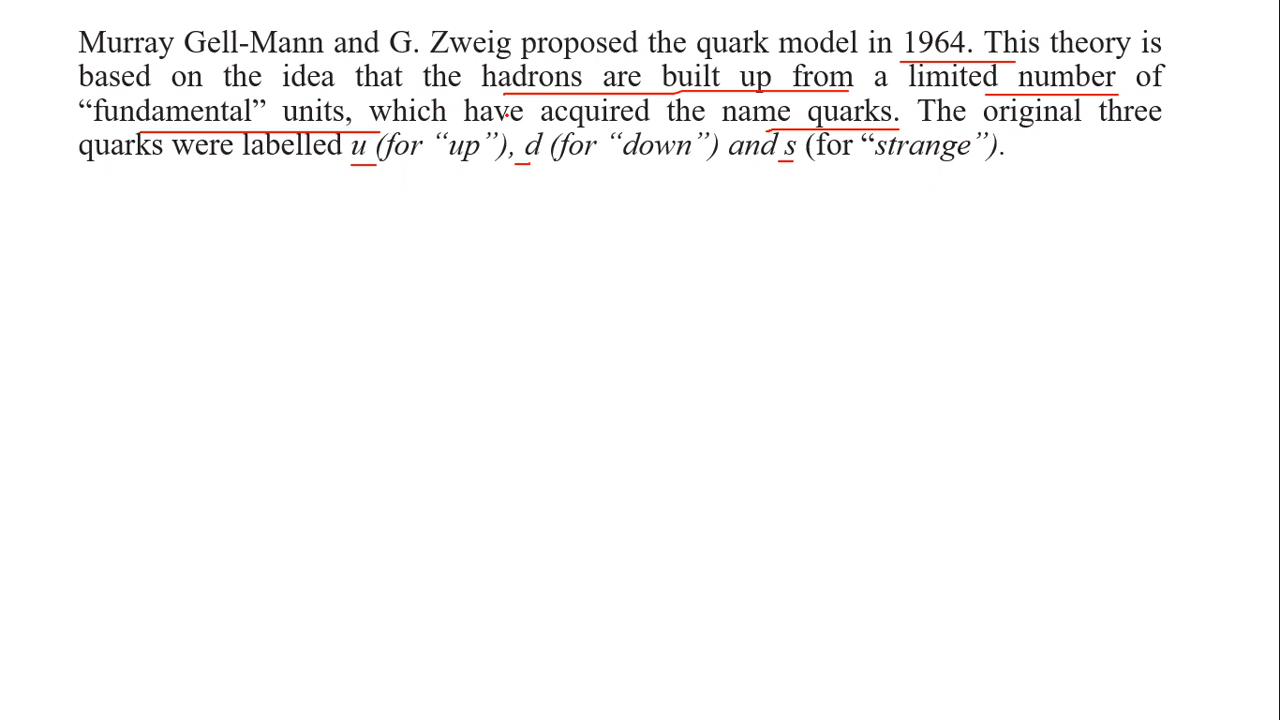 Murray Gell-Mann and G. Zweig proposed the quark model in 1964. This theory is
based on the idea that the hadrons are built up from a limited number of
“fundamental” units, which have acquired the name quarks. The original three
quarks were labelled u (for “up”), d (for “down”) and s (for “strange”).